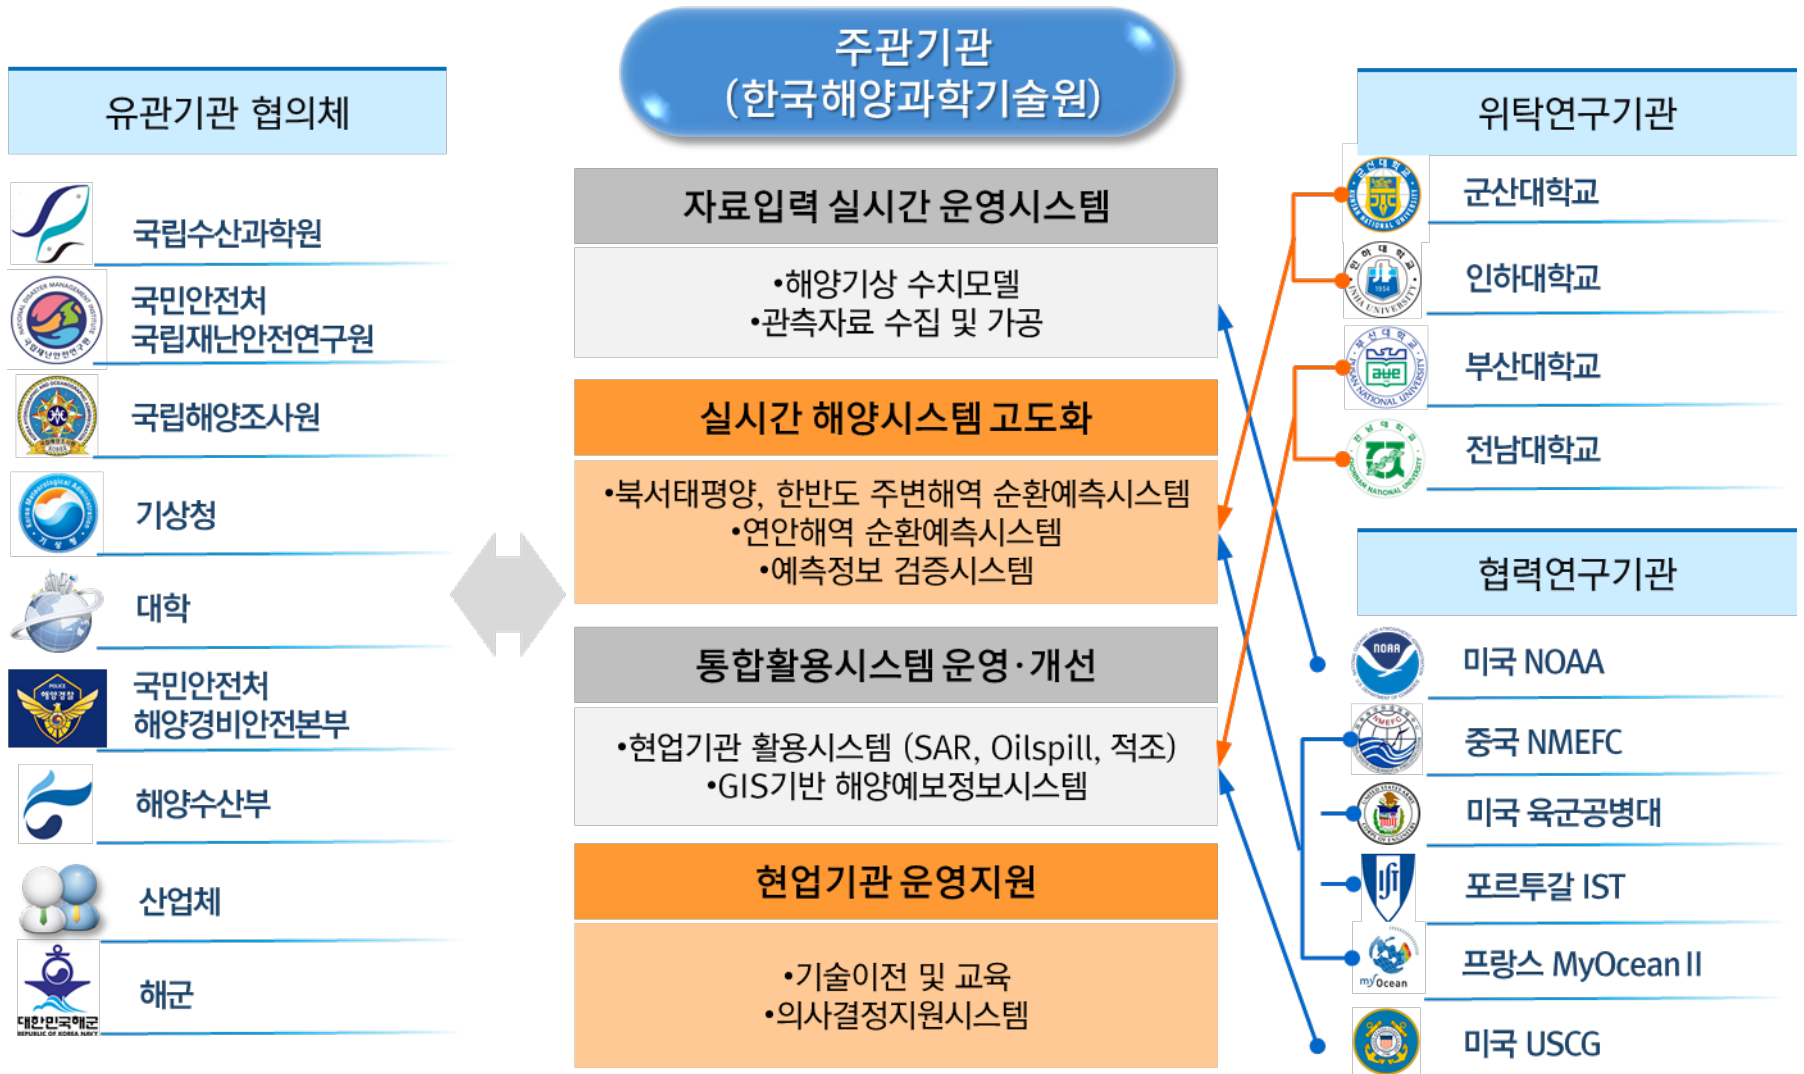 주관기관
(한국해양과학기술원)
유관기관 협의체
국립수산과학원
국민안전처
국립재난안전연구원
국립해양조사원
기상청
대학
국민안전처
해양경비안전본부
해양수산부
산업체
해군
대한민국해군
REPUBLIC OF KOREA NAVY
자료입력 실시간 운영시스템
•해양기상 수치모델
•관측자료 수집 및 가공
실시간 해양시스템 고도화
•북서태평양, 한반도 주변해역 순환예측시스템
•연안해역 순환예측시스템
•예측정보 검증시스템
통합활용시스템 운영·개선
•현업기관 활용시스템 (SAR, Oilspill, 적조)
•GIS기반 해양예보정보시스템
현업기관 운영지원
•기술이전 및 교육
•의사결정지원시스템
위탁연구기관
군산대학교
인하대학교
부산대학교
전남대학교
협력연구기관
미국 NOAA
중국 NMEFC
미국 육군공병대
포르투갈 IST
프랑스 MyOcean II
미국 USCG